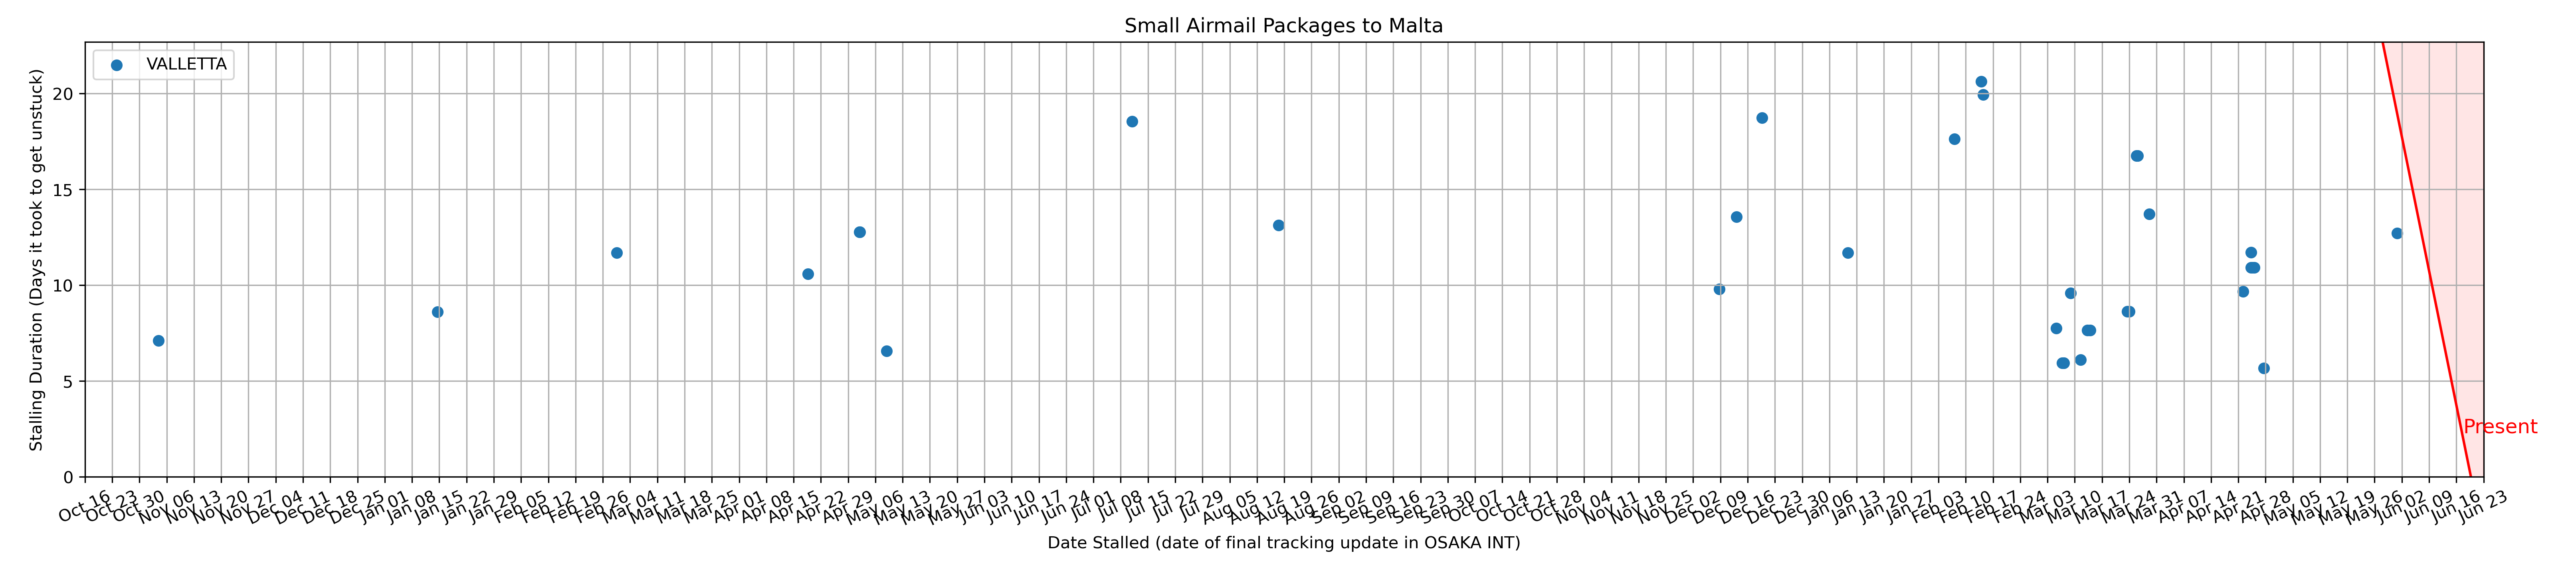 Small Airmail Packages to Malta
VALLETTA
Stalling Duration (Days it took to get unstuck)
20
15
10
5
0
Present
Oct 16 Oct 23 Oct 30 Nov 06 Nov 13 Nov 20 Nov 27 Dec 04 Dec 11 Dec 18 Dec 25 Jan 01 Jan 08 Jan 15 Jan 22 Jan 29 Feb 05 Feb 12 Feb 19 Feb 26 Mar 04 Mar 11 Mar 18 Mar 25 Apr 01 Apr 08 Apr 15 Apr 22 Apr 29 May 06 May 13 May 20 May 27 Jun 03 Jun 10 Jun 17 Jun 24 Jul 01 Jul 08 Jul 15 Jul 22 Jul 29 Aug 05 Aug 12 Aug 19 Aug 26 Sep 02 Sep 09 Sep 16 Sep 23 Sep 30 Oct 07 Oct 14 Oct 21 Oct 28 Nov 04 Nov 11 Nov 18 Nov 25 Dec 02 Dec 09 Dec 16 Dec 23 Dec 30 Jan 06 Jan 13 Jan 20 Jan 27 Feb 03 Feb 10 Feb 17 Feb 24 Mar 03 Mar 10 Mar 17 Mar 24 Mar 31 Apr 07 Apr 14 Apr 21 Apr 28 May 05 May 12 May 19 May 26 Jun 02 Jun 09 Jun 16 Jun 23
Date Stalled (date of final tracking update in OSAKA INT)